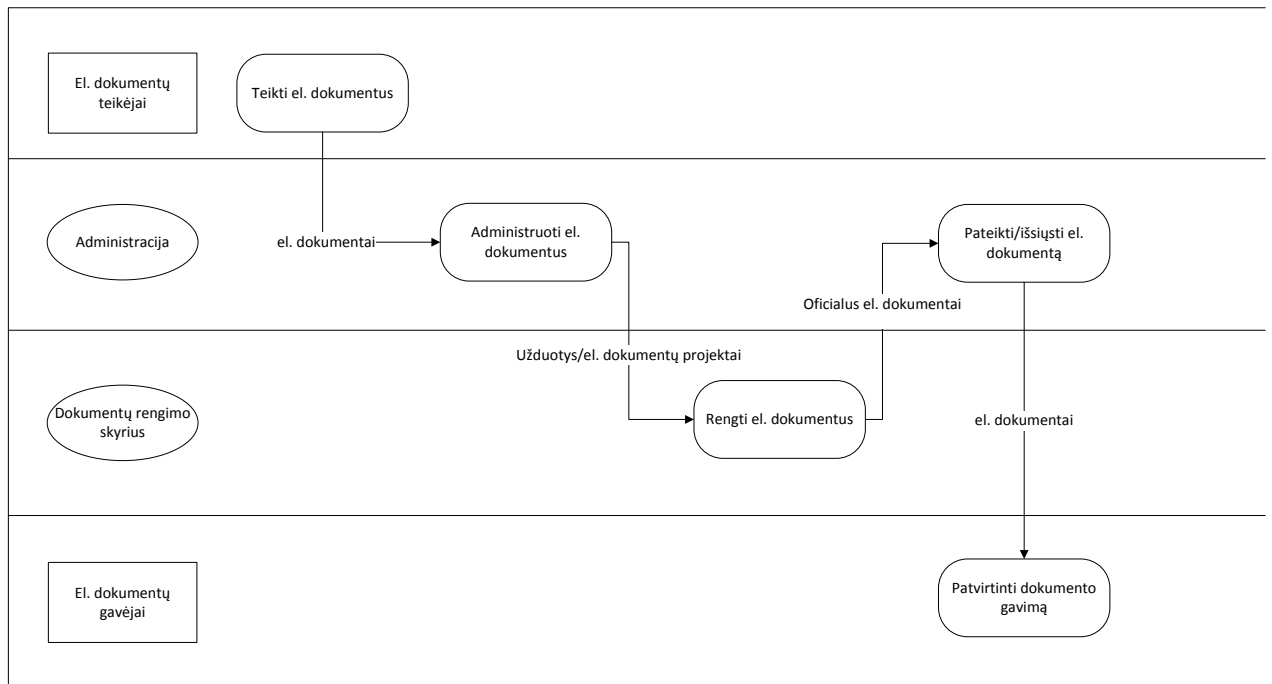 El. dokumentų
teikėjai
Teikti el. dokumentus
Administracija
el. dokumentai
Administruoti el.
dokumentus
Pateikti/išsiųsti el.
dokumentą
Oficialus el. dokumentai
Užduotys/el. dokumentų projektai
Dokumentų rengimo
skyrius
Rengti el. dokumentus
el. dokumentai
El. dokumentų
gavėjai
Patvirtinti dokumento
gavimą